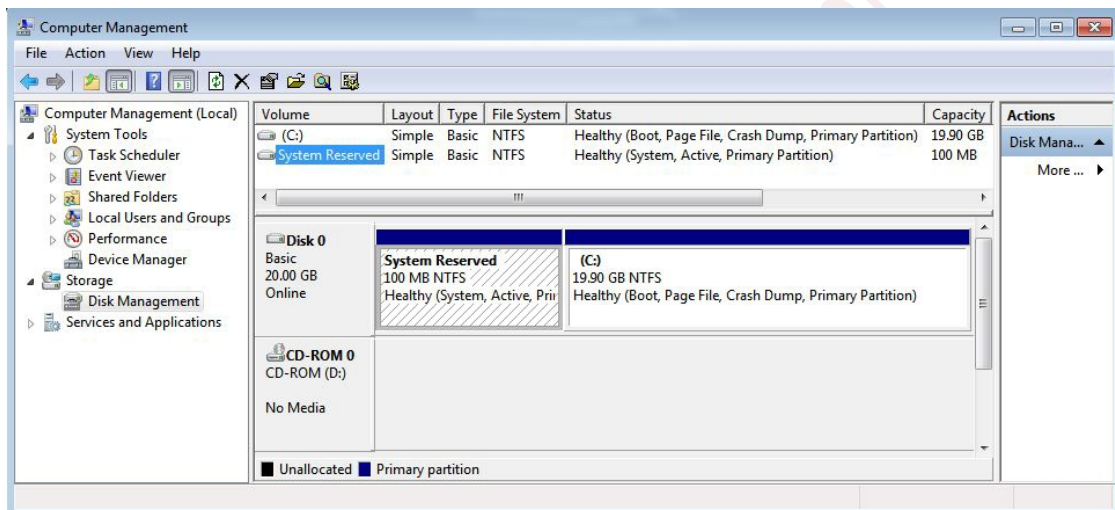 Computer Management
File Action View Help
Computer Management (Local)
System Tools
Task Scheduler
Event Viewer
Shared Folders
Local Users and Groups
Performance
Device Manager
Storage
Disk Management
Services and Applications
Volume Layout Type File System Status Capacity
(C:) Simple Basic NTFS Healthy (Boot, Page File, Crash Dump, Primary Partition) 19.90 GB
System Reserved Simple Basic NTFS Healthy (System, Active, Primary Partition) 100 MB
Disk 0
Basic
20.00 GB
Online
System Reserved
100 MB NTFS
Healthy (System, Active, Pri
(C:)
19.90 GB NTFS
Healthy (Boot, Page File, Crash Dump, Primary Partition)
CD-ROM 0
CD-ROM (D:)
No Media
Unallocated Primary partition
Actions
Disk Mana...
More ...